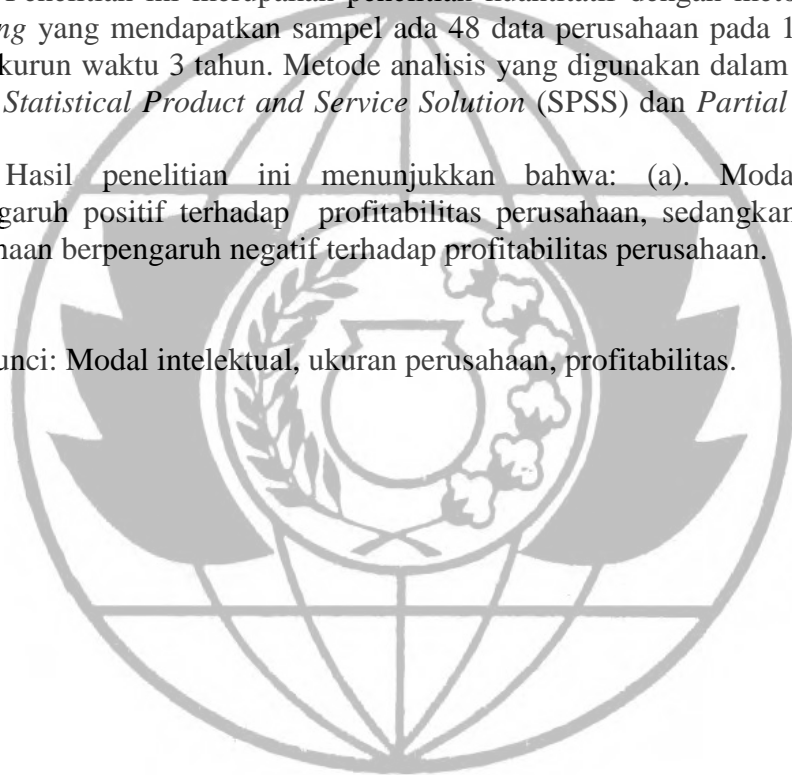 Penelitian ini merupakan penelitian kuantitatif dengan meto
ng yang mendapatkan sampel ada 48 data perusahaan pada 1
kurun waktu 3 tahun. Metode analisis yang digunakan dalam
Statistical Product and Service Solution (SPSS) dan Partial
Hasil penelitian ini menunjukkan bahwa: (a). Moda
garuh positif terhadap profitabilitas perusahaan, sedangkan
haan berpengaruh negatif terhadap profitabilitas perusahaan.
unci: Modal intelektual, ukuran perusahaan, profitabilitas.